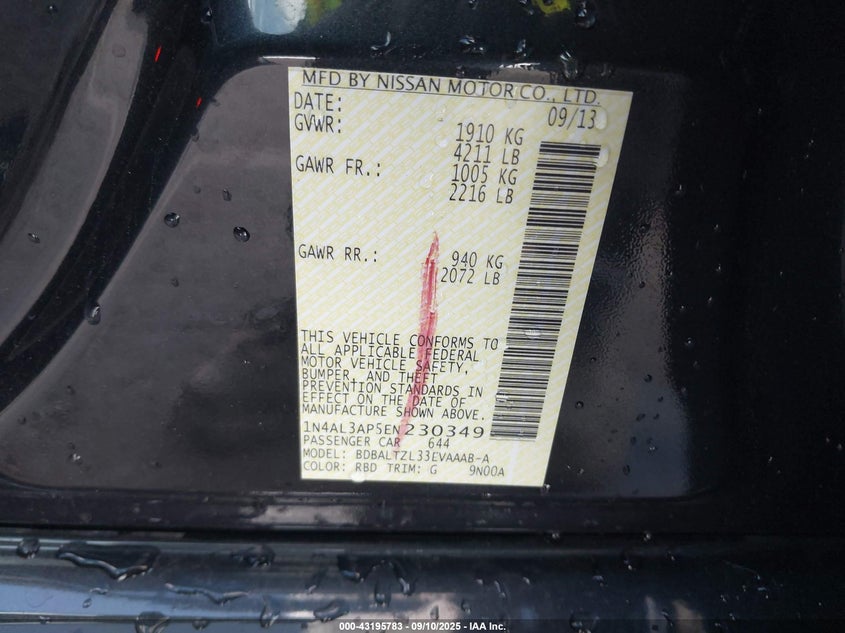 MFD BY NISSAN MOTOR CO., LTD.
DATE: 09/13
GVWR: 1910 KG
4211 LB
GAWR FR.: 1005 KG
2216 LB
GAWR RR.: 940 KG
2072 LB
THIS VEHICLE CONFORMS TO
ALL APPLICABLE FEDERAL
MOTOR VEHICLE SAFETY,
BUMPER, AND THEFT
PREVENTION STANDARDS IN
EFFECT ON THE DATE OF
MANUFACTURE SHOWN ABOVE.
1N4AL3AP5EN230349
PASSENGER CAR 644
MODEL: BDBALTZL33EVAAAB-A
COLOR: RBD TRIM: G 9N00A
000-43195783 - 09/10/2025 - IAA Inc.